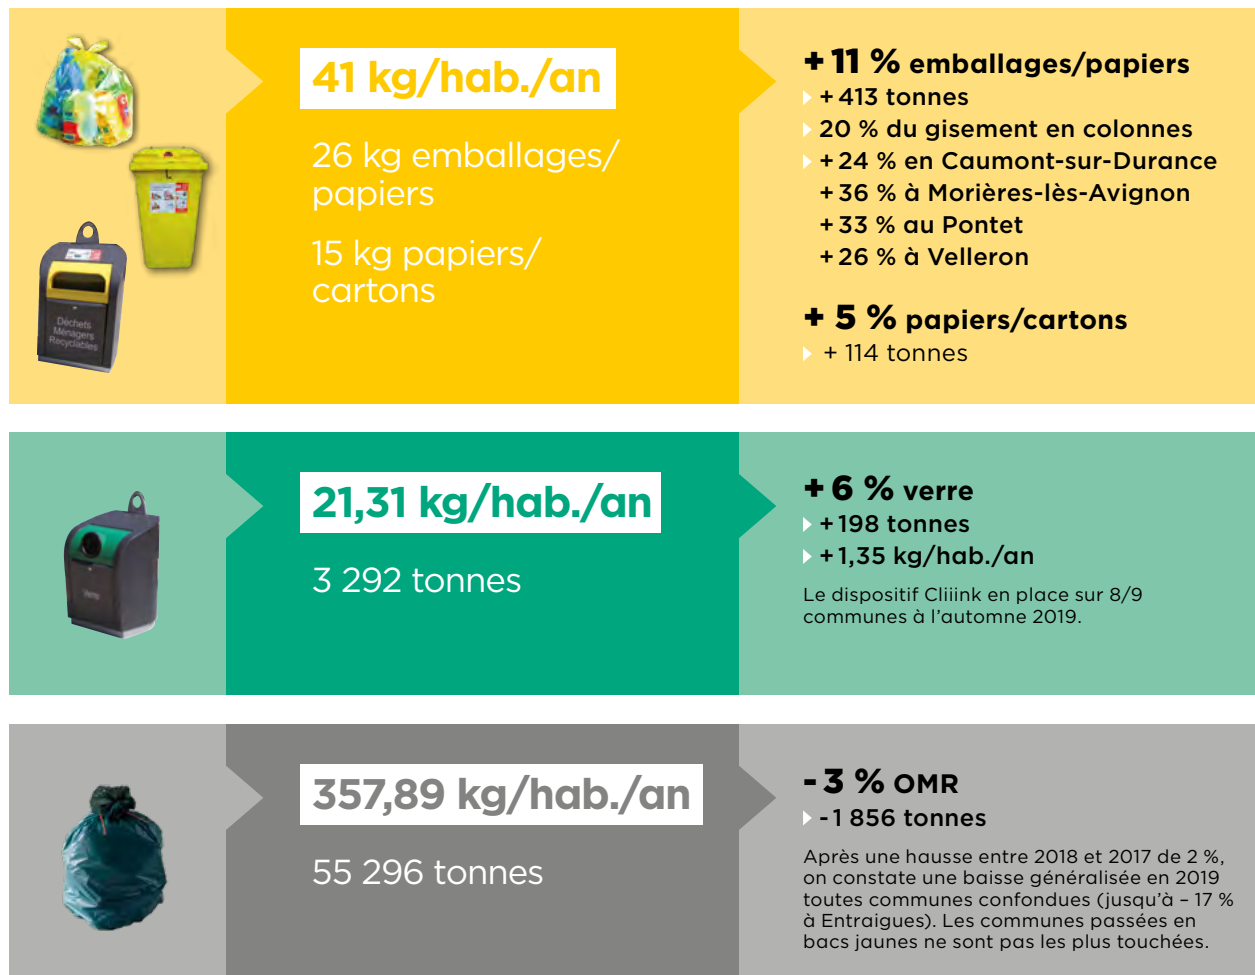 41 kg/hab./an
26 kg emballages/
papiers
15 kg papiers/
cartons
+ 11 % emballages/papiers
+ 413 tonnes
20 % du gisement en colonnes
+ 24 % en Caumont-sur-Durance
+ 36 % à Morières-lès-Avignon
+ 33 % au Pontet
+ 26 % à Velleron
+ 5 % papiers/cartons
+ 114 tonnes
Déchets
Ménagers
Recyclables
21,31 kg/hab./an
3 292 tonnes
+ 6 % verre
+ 198 tonnes
+ 1,35 kg/hab./an
Le dispositif Cliiink en place sur 8/9
communes à l'automne 2019.
Verre
357,89 kg/hab./an
55 296 tonnes
- 3 % OMR
- 1 856 tonnes
Après une hausse entre 2018 et 2017 de 2 %,
on constate une baisse généralisée en 2019
toutes communes confondues (jusqu'à – 17 %
à Entraigues). Les communes passées en
bacs jaunes ne sont pas les plus touchées.